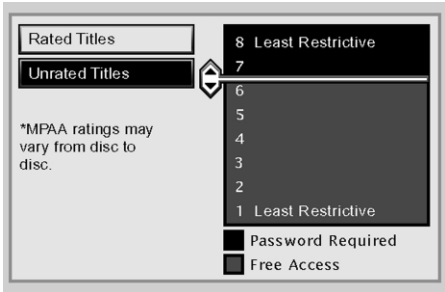 Rated Titles
Unrated Titles
*MPAA ratings may
vary from disc to
disc.
8 Least Restrictive
7
6
5
4
3
2
1 Least Restrictive
Password Required
Free Access